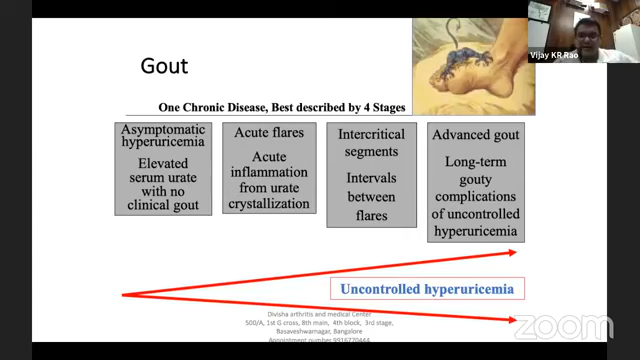 Vijay KR Rao
Gout
One Chronic Disease, Best described by 4 Stages
Asymptomatic
hyperuricemia
Elevated
serum urate
with no
clinical gout
Acute flares
Acute
inflammation
from urate
crystallization
Intercritical
segments
Intervals
between
flares
Advanced gout
Long-term
gouty
complications
of uncontrolled
hyperuricemia
Uncontrolled hyperuricemia
Divisha arthritis and medical Center
500/A, 1st G cross, 8th main, 4th block, 3rd stage,
Basaveshwarnagar, Bangalore
Appointment number 9916770444
zoom